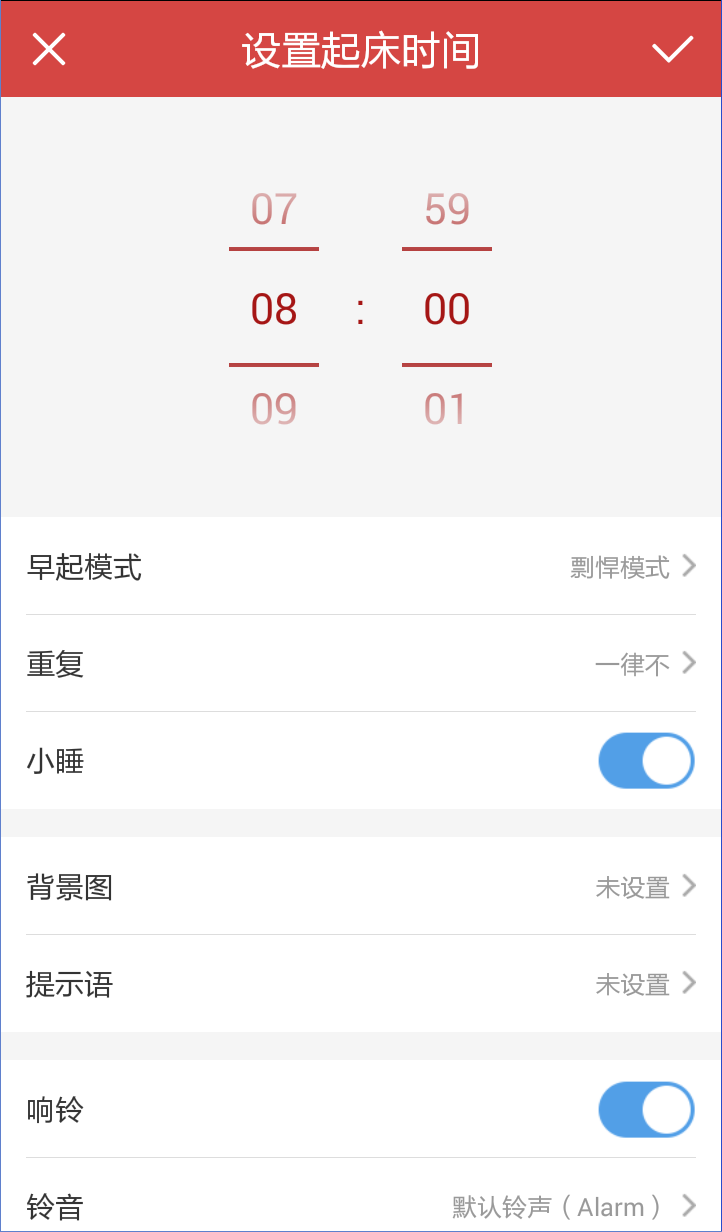 设置起床时间
07 59
08 : 00
09 01
早起模式 剽悍模式
重复 一律不
小睡
背景图 未设置
提示语 未设置
响铃
铃音 默认铃声（Alarm）